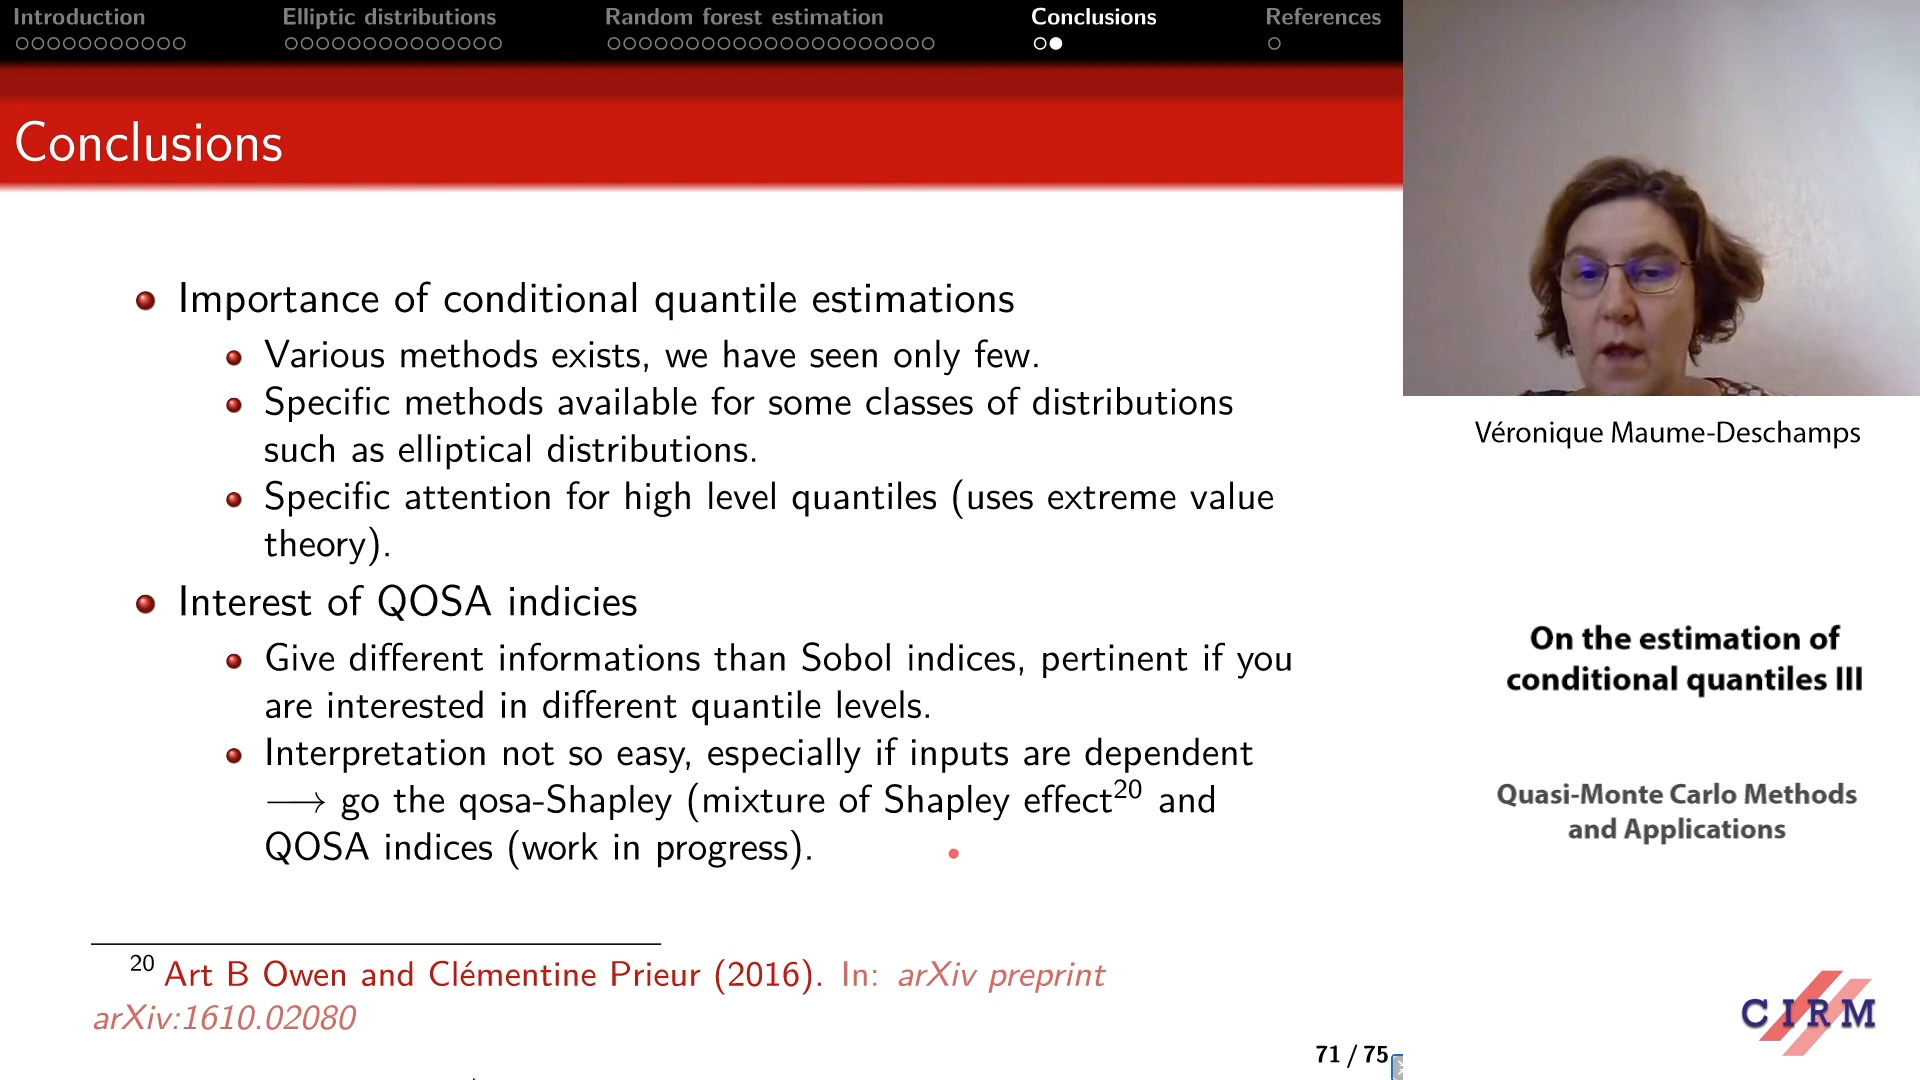 Introduction Elliptic distributions Random forest estimation Conclusions References
Conclusions
Importance of conditional quantile estimations
Various methods exists, we have seen only few.
Specific methods available for some classes of distributions
such as elliptical distributions.
Specific attention for high level quantiles (uses extreme value
theory).
Interest of QOSA indicies
Give different informations than Sobol indices, pertinent if you
are interested in different quantile levels.
Interpretation not so easy, especially if inputs are dependent
⟶ go the qosa-Shapley (mixture of Shapley effect²⁰ and
QOSA indices (work in progress).
²⁰ Art B Owen and Clémentine Prieur (2016). In: arXiv preprint
arXiv:1610.02080
71 / 75
Véronique Maume-Deschamps
On the estimation of
conditional quantiles III
Quasi-Monte Carlo Methods
and Applications
CIRM